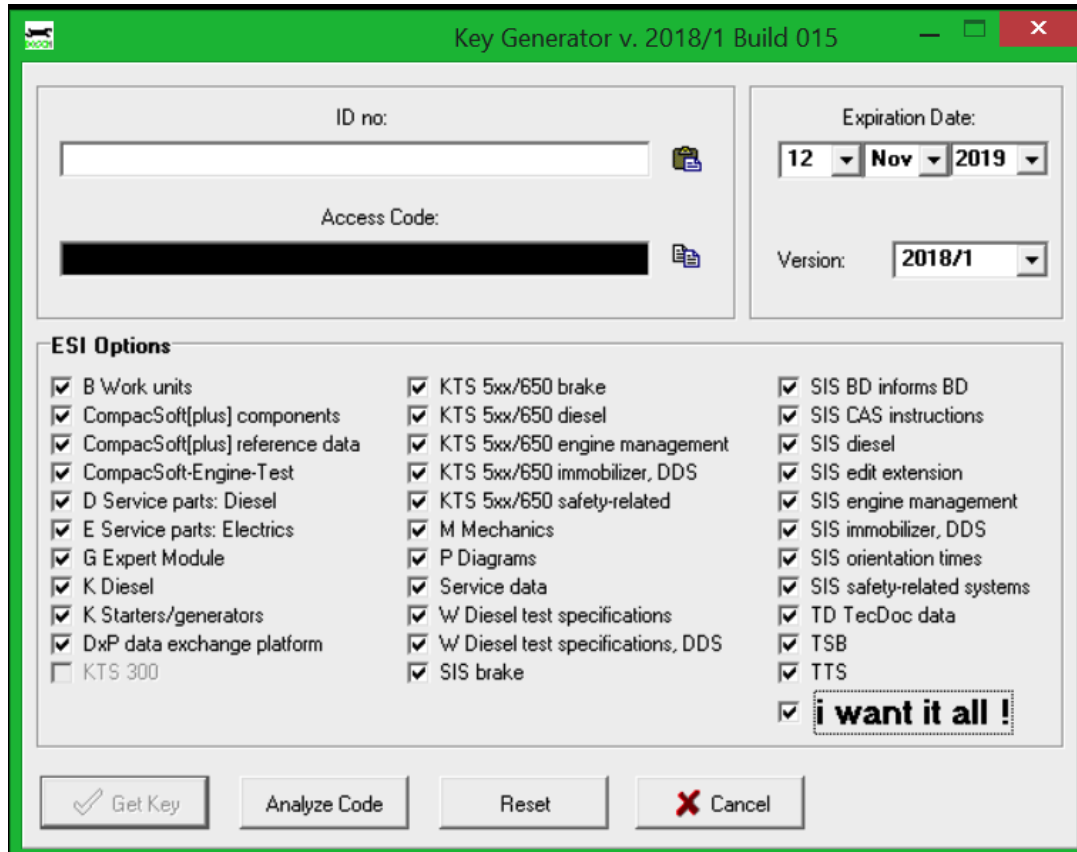 Key Generator v. 2018/1 Build 015
ID no:
Expiration Date:
12 Nov 2019
Access Code:
Version: 2018/1
ESI Options
B Work units
CompacSoft[plus] components
CompacSoft[plus] reference data
CompacSoft-Engine-Test
D Service parts: Diesel
E Service parts: Electrics
G Expert Module
K Diesel
K Starters/generators
DxP data exchange platform
KTS 300
KTS 5xx/650 brake
KTS 5xx/650 diesel
KTS 5xx/650 engine management
KTS 5xx/650 immobilizer, DDS
KTS 5xx/650 safety-related
M Mechanics
P Diagrams
Service data
W Diesel test specifications
W Diesel test specifications, DDS
SIS brake
SIS BD informs BD
SIS CAS instructions
SIS diesel
SIS edit extension
SIS engine management
SIS immobilizer, DDS
SIS orientation times
SIS safety-related systems
TD TecDoc data
TSB
TTS
i want it all !
Get Key
Analyze Code
Reset
Cancel